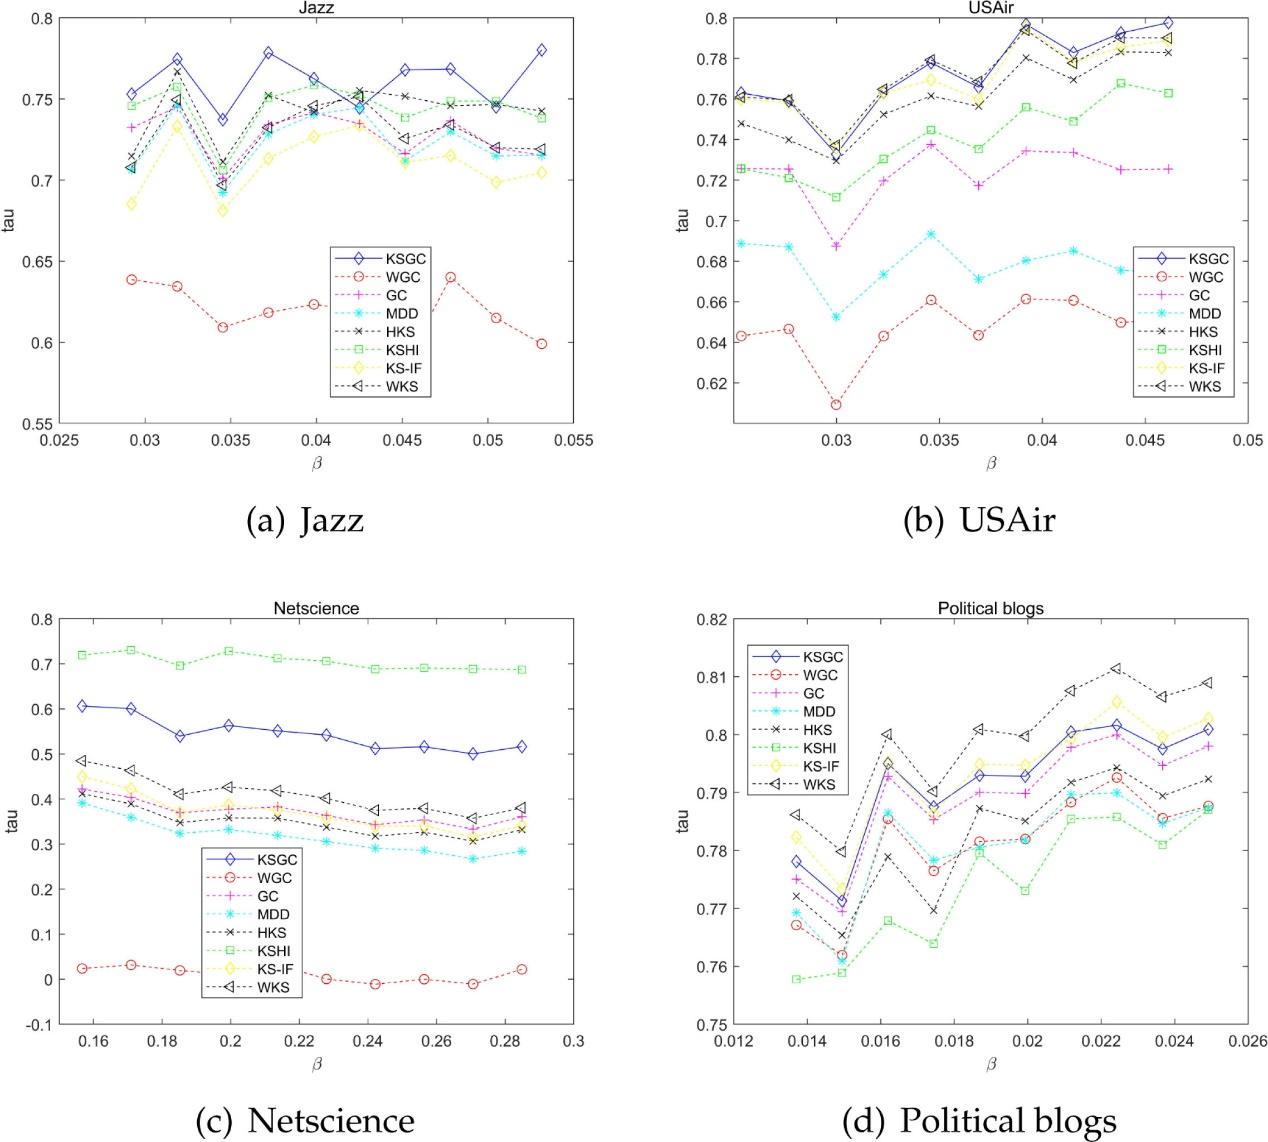 Jazz
0.8
0.75
0.7
0.65
0.6
0.55
tau
KSGC
WGC
GC
MDD
HKS
KSHI
KS-IF
WKS
0.025 0.03 0.035 0.04 0.045 0.05 0.055
β
(a) Jazz
USAir
0.8
0.78
0.76
0.74
0.72
0.7
0.68
0.66
0.64
0.62
tau
KSGC
WGC
GC
MDD
HKS
KSHI
KS-IF
WKS
0.03 0.035 0.04 0.045 0.05
β
(b) USAir
Netscience
0.8
0.7
0.6
0.5
0.4
0.3
0.2
0.1
0
-0.1
tau
KSGC
WGC
GC
MDD
HKS
KSHI
KS-IF
WKS
0.16 0.18 0.2 0.22 0.24 0.26 0.28 0.3
β
(c) Netscience
Political blogs
0.82
0.81
0.8
0.79
0.78
0.77
0.76
0.75
tau
KSGC
WGC
GC
MDD
HKS
KSHI
KS-IF
WKS
0.012 0.014 0.016 0.018 0.02 0.022 0.024 0.026
β
(d) Political blogs